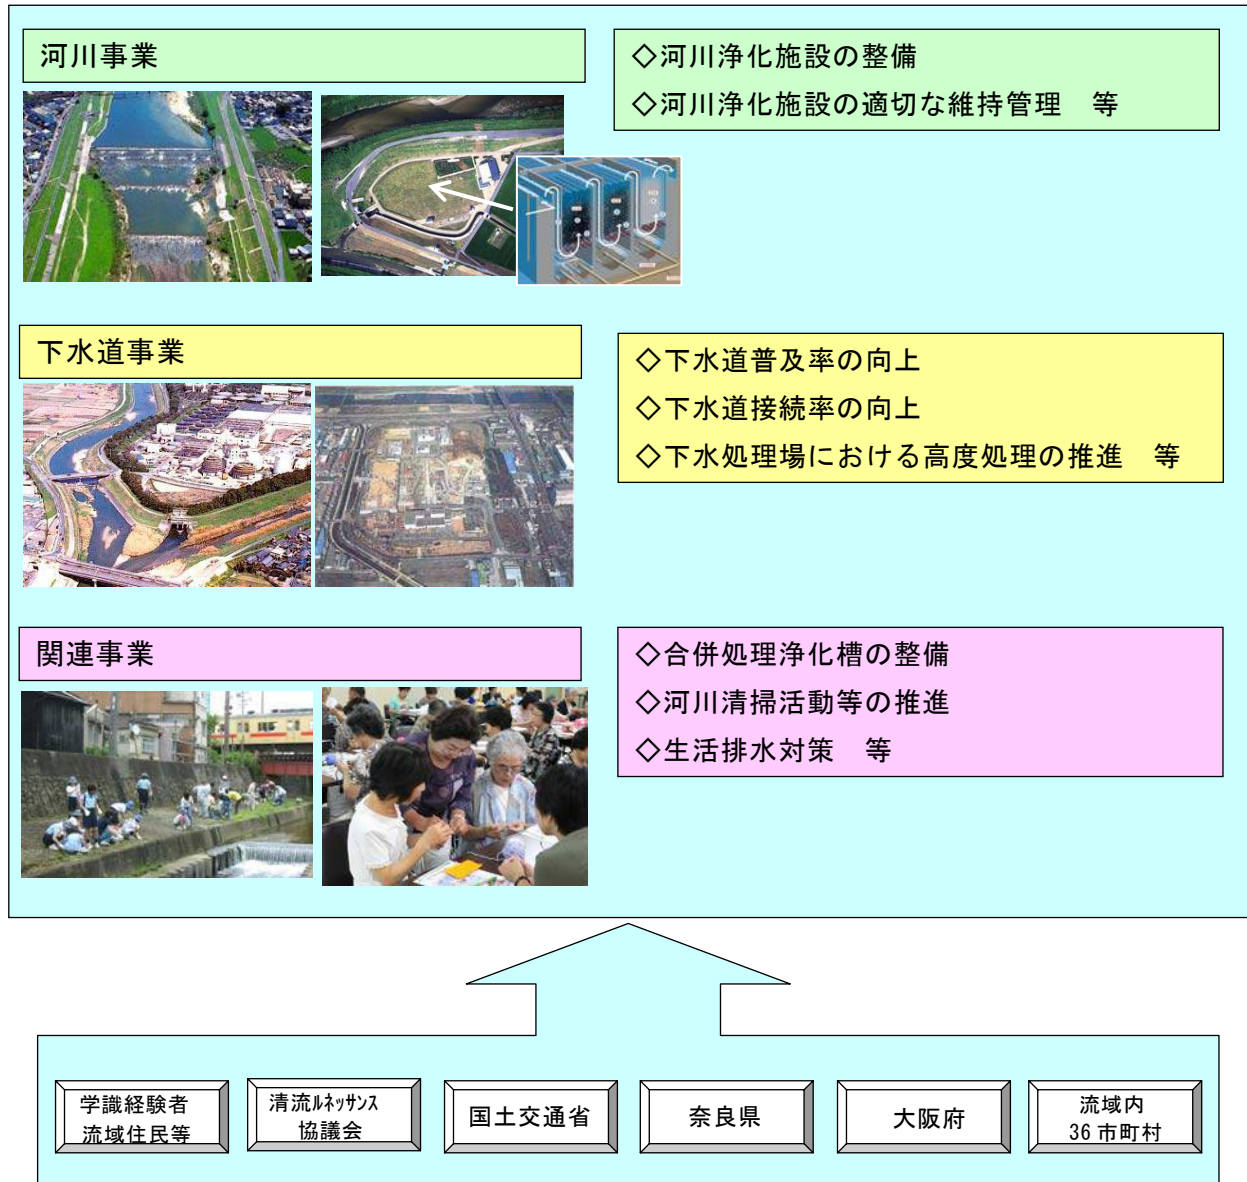 河川事業
◇河川浄化施設の整備
◇河川浄化施設の適切な維持管理　等
下水道事業
◇下水道普及率の向上
◇下水道接続率の向上
◇下水処理場における高度処理の推進　等
関連事業
◇合併処理浄化槽の整備
◇河川清掃活動等の推進
◇生活排水対策　等
学識経験者
流域住民等
清流ﾙﾈｯｻﾝｽ
協議会
国土交通省
奈良県
大阪府
流域内
36 市町村